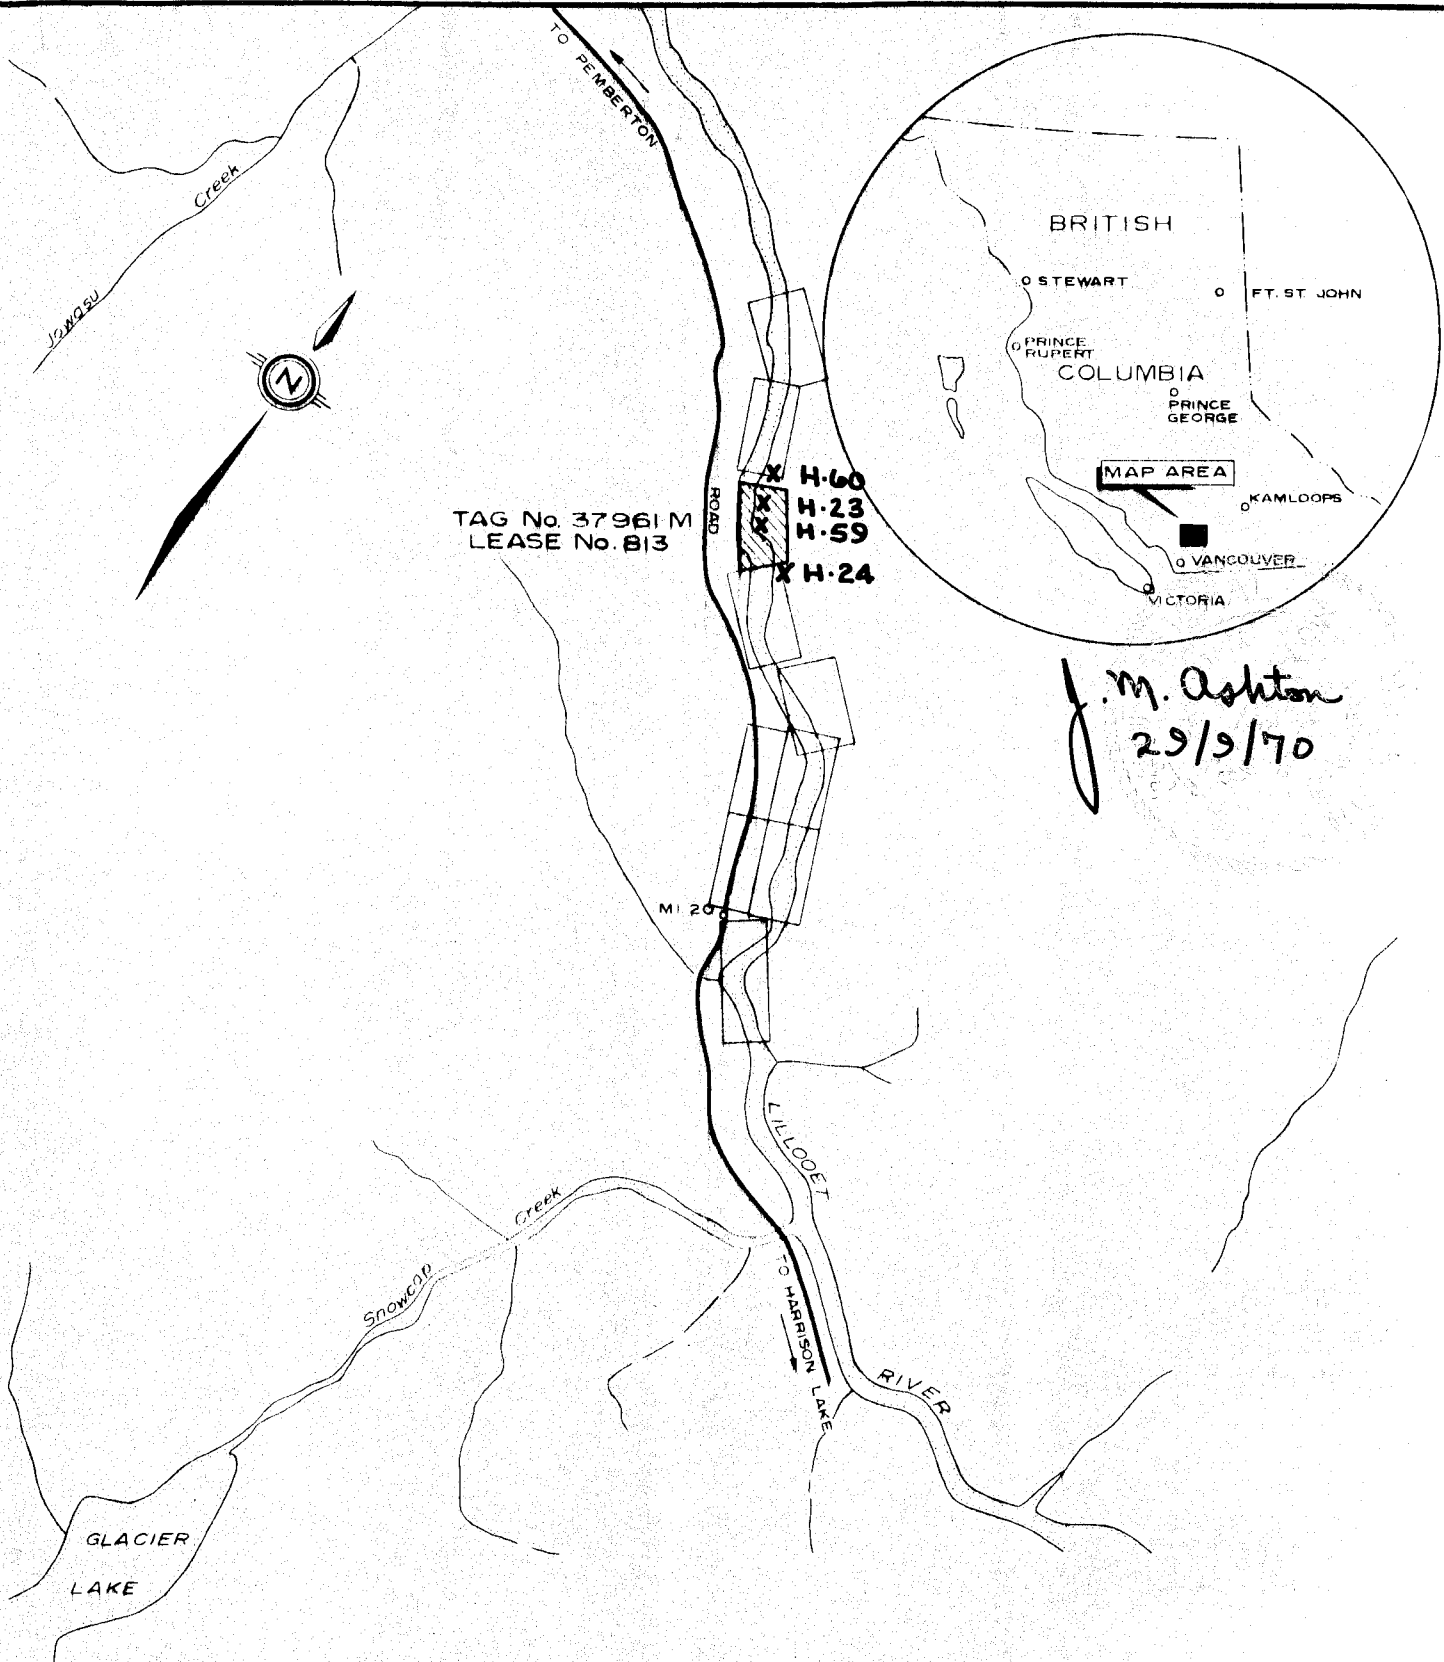 TO PEMBERTON
Creek
BRITISH
STEWART
FT. ST. JOHN
PRINCE
RUPERT
COLUMBIA
PRINCE
GEORGE
MAP AREA
KAMLOOPS
VANCOUVER
VICTORIA
N
ROAD
H-60
H-23
H-59
H-24
TAG No. 37961 M
LEASE No. 813
J. M. Ashton
29/9/70
MI 20
LILLOOET
RIVER
Snowcap
Creek
TO HARRISON LAKE
GLACIER
LAKE